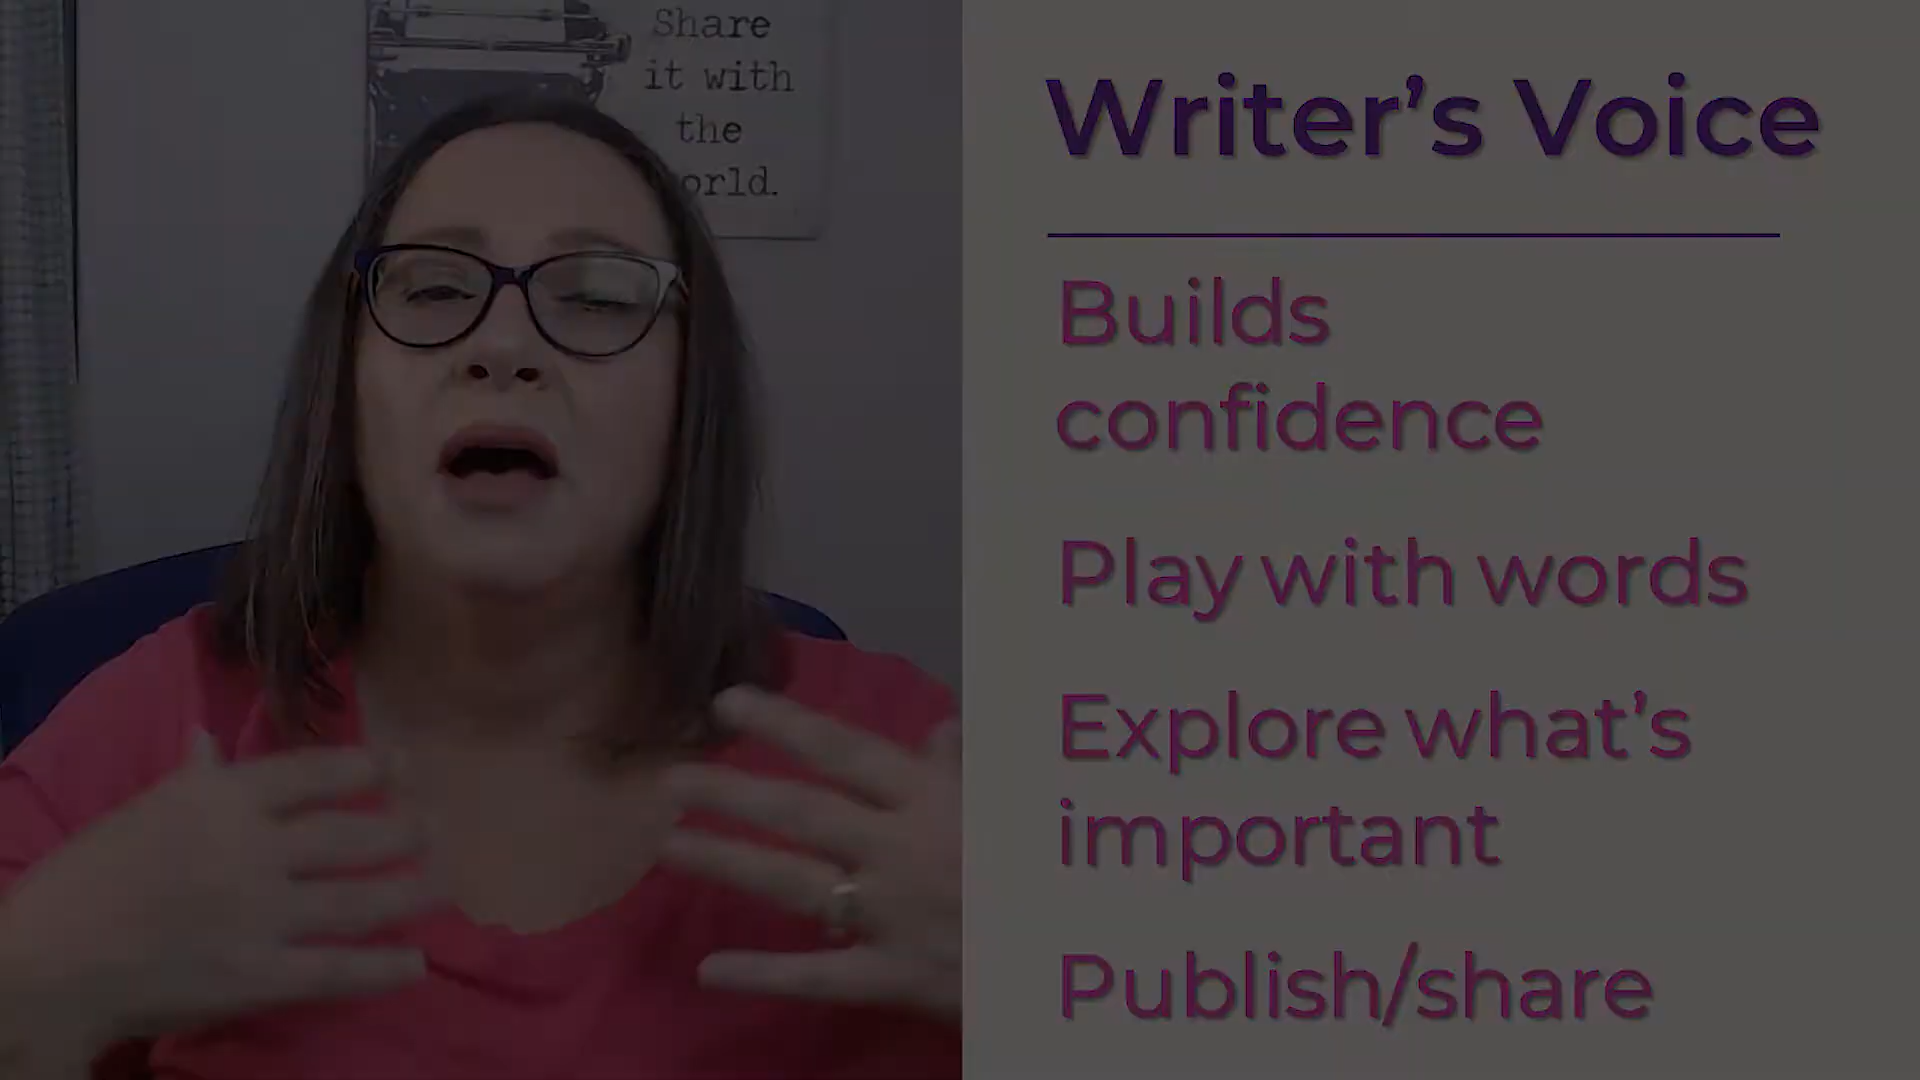 Share
it with
the
orld.
Writer's Voice
Builds
confidence
Play with words
Explore what's
important
Publish/share